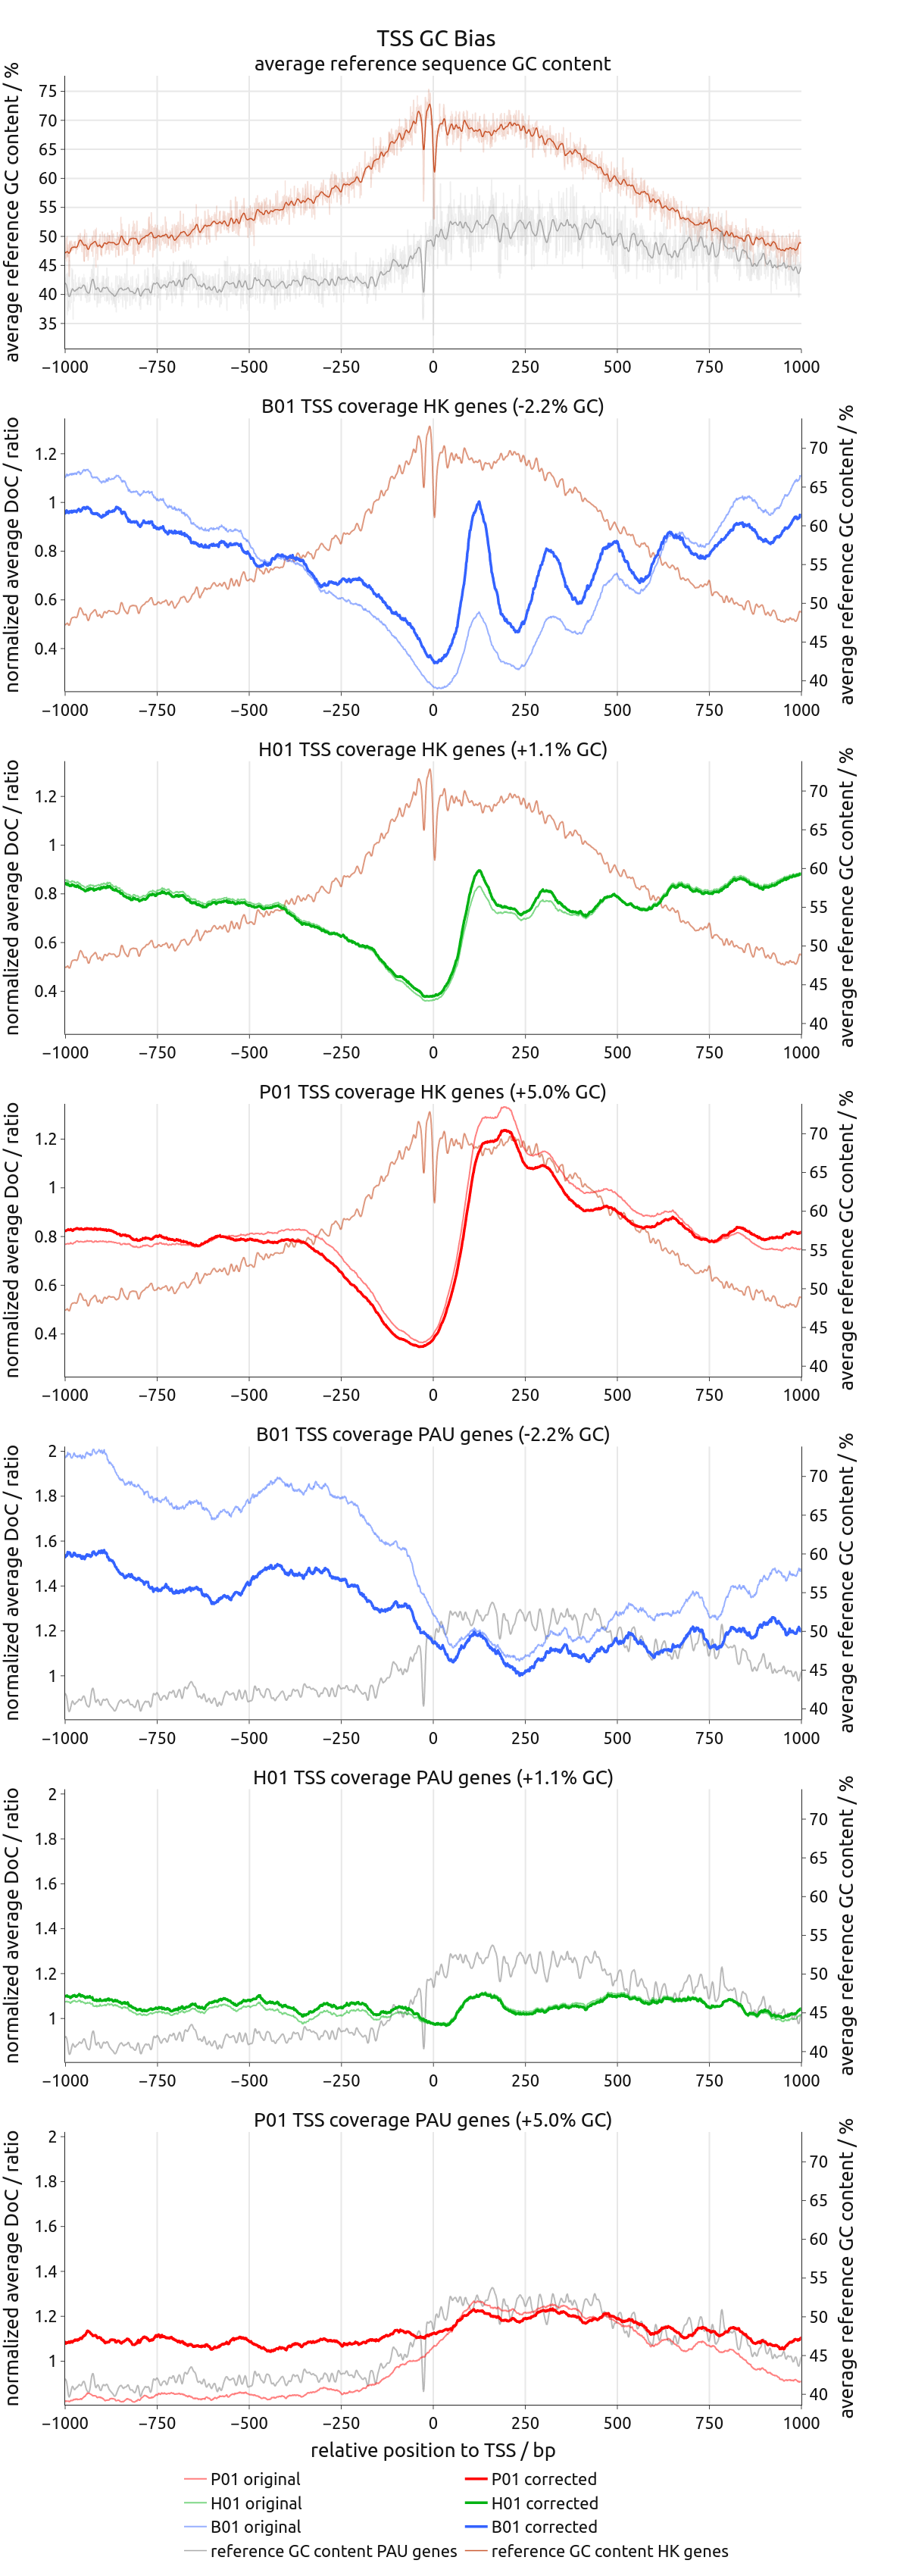 TSS GC Bias
average reference sequence GC content
average reference GC content / %
75
70
65
60
55
50
45
40
35
−1000 −750 −500 −250 0 250 500 750 1000
B01 TSS coverage HK genes (-2.2% GC)
normalized average DoC / ratio
1.2
1
0.8
0.6
0.4
70
65
60
55
50
45
40
average reference GC content / %
−1000 −750 −500 −250 0 250 500 750 1000
H01 TSS coverage HK genes (+1.1% GC)
normalized average DoC / ratio
1.2
1
0.8
0.6
0.4
70
65
60
55
50
45
40
average reference GC content / %
−1000 −750 −500 −250 0 250 500 750 1000
P01 TSS coverage HK genes (+5.0% GC)
normalized average DoC / ratio
1.2
1
0.8
0.6
0.4
70
65
60
55
50
45
40
average reference GC content / %
−1000 −750 −500 −250 0 250 500 750 1000
B01 TSS coverage PAU genes (-2.2% GC)
normalized average DoC / ratio
2
1.8
1.6
1.4
1.2
1
70
65
60
55
50
45
40
average reference GC content / %
−1000 −750 −500 −250 0 250 500 750 1000
H01 TSS coverage PAU genes (+1.1% GC)
normalized average DoC / ratio
2
1.8
1.6
1.4
1.2
1
70
65
60
55
50
45
40
average reference GC content / %
−1000 −750 −500 −250 0 250 500 750 1000
P01 TSS coverage PAU genes (+5.0% GC)
normalized average DoC / ratio
2
1.8
1.6
1.4
1.2
1
70
65
60
55
50
45
40
average reference GC content / %
−1000 −750 −500 −250 0 250 500 750 1000
relative position to TSS / bp
P01 original P01 corrected
H01 original H01 corrected
B01 original B01 corrected
reference GC content PAU genes reference GC content HK genes